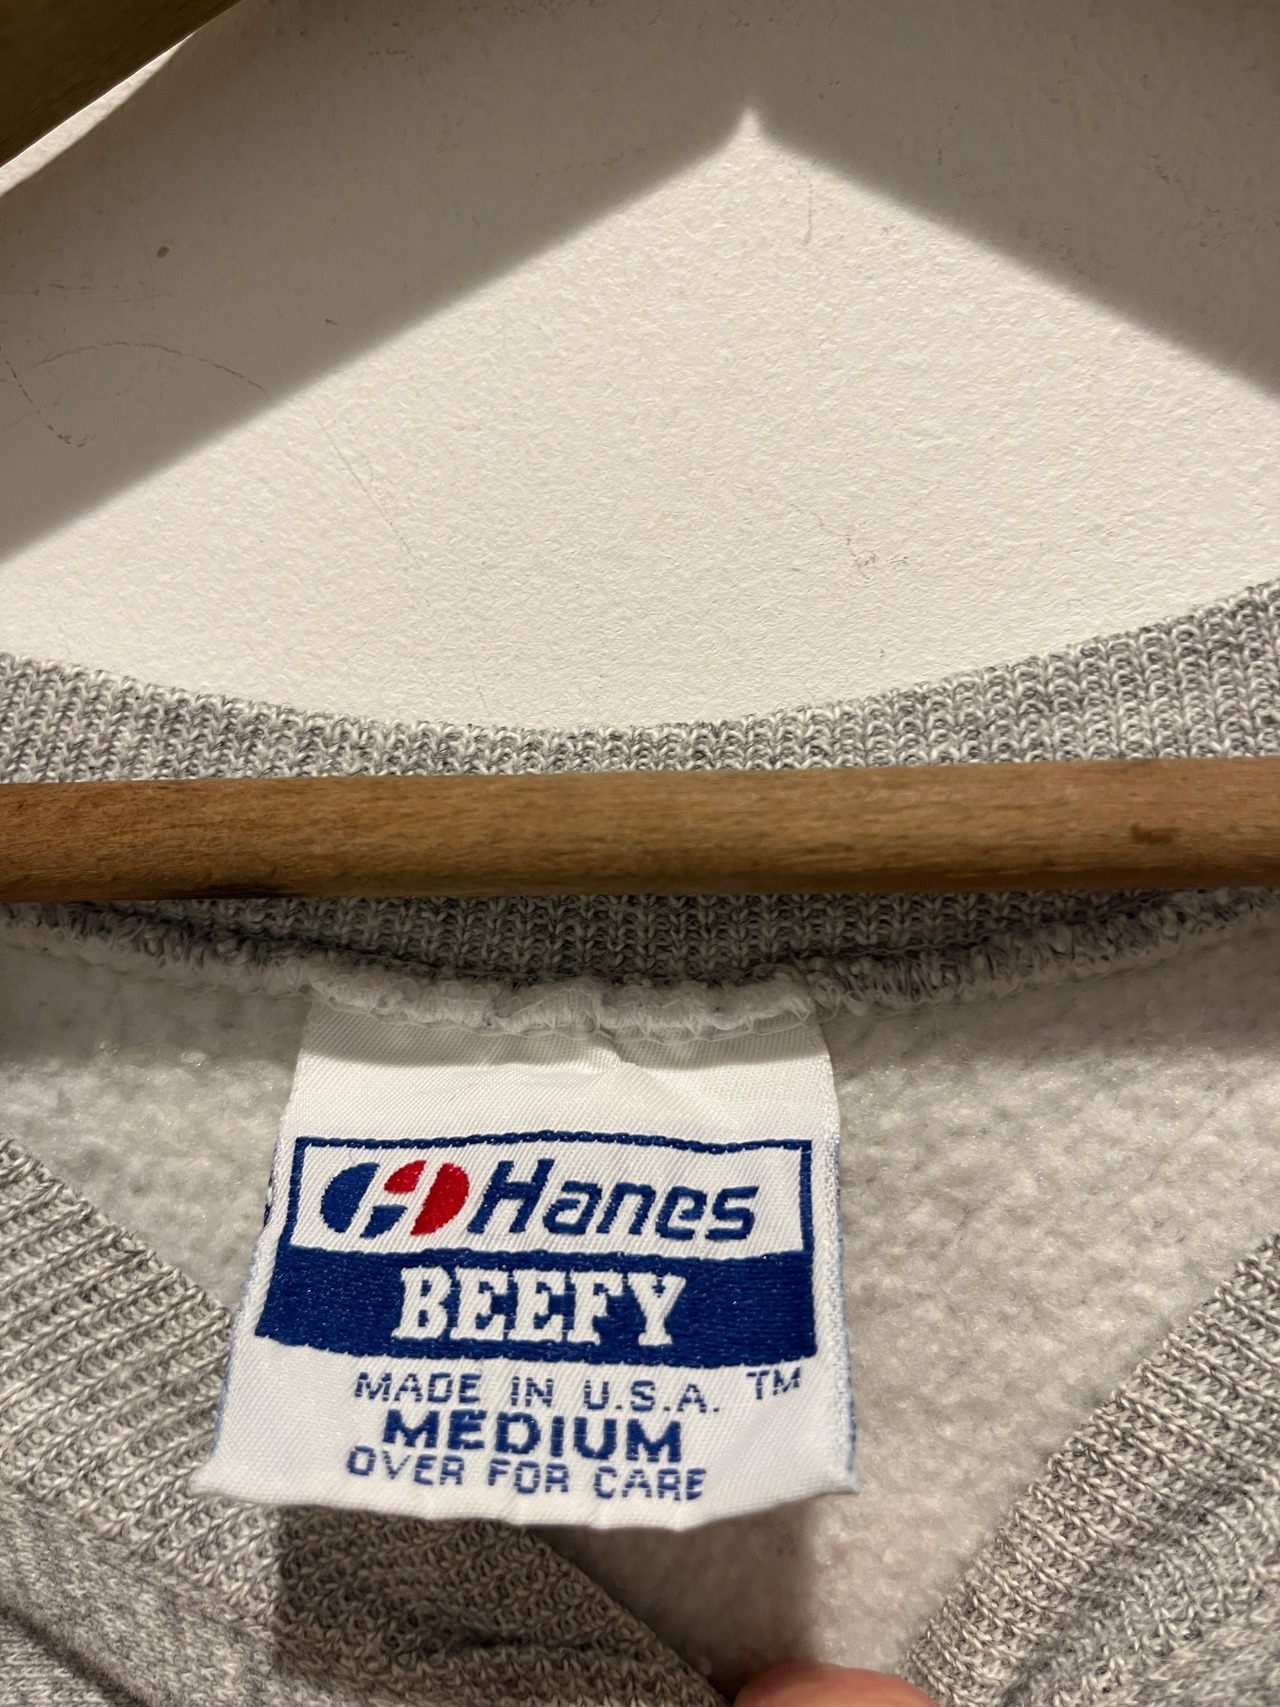 Hanes
BEEFY
MADE IN U.S.A. TM
MEDIUM
OVER FOR CARE